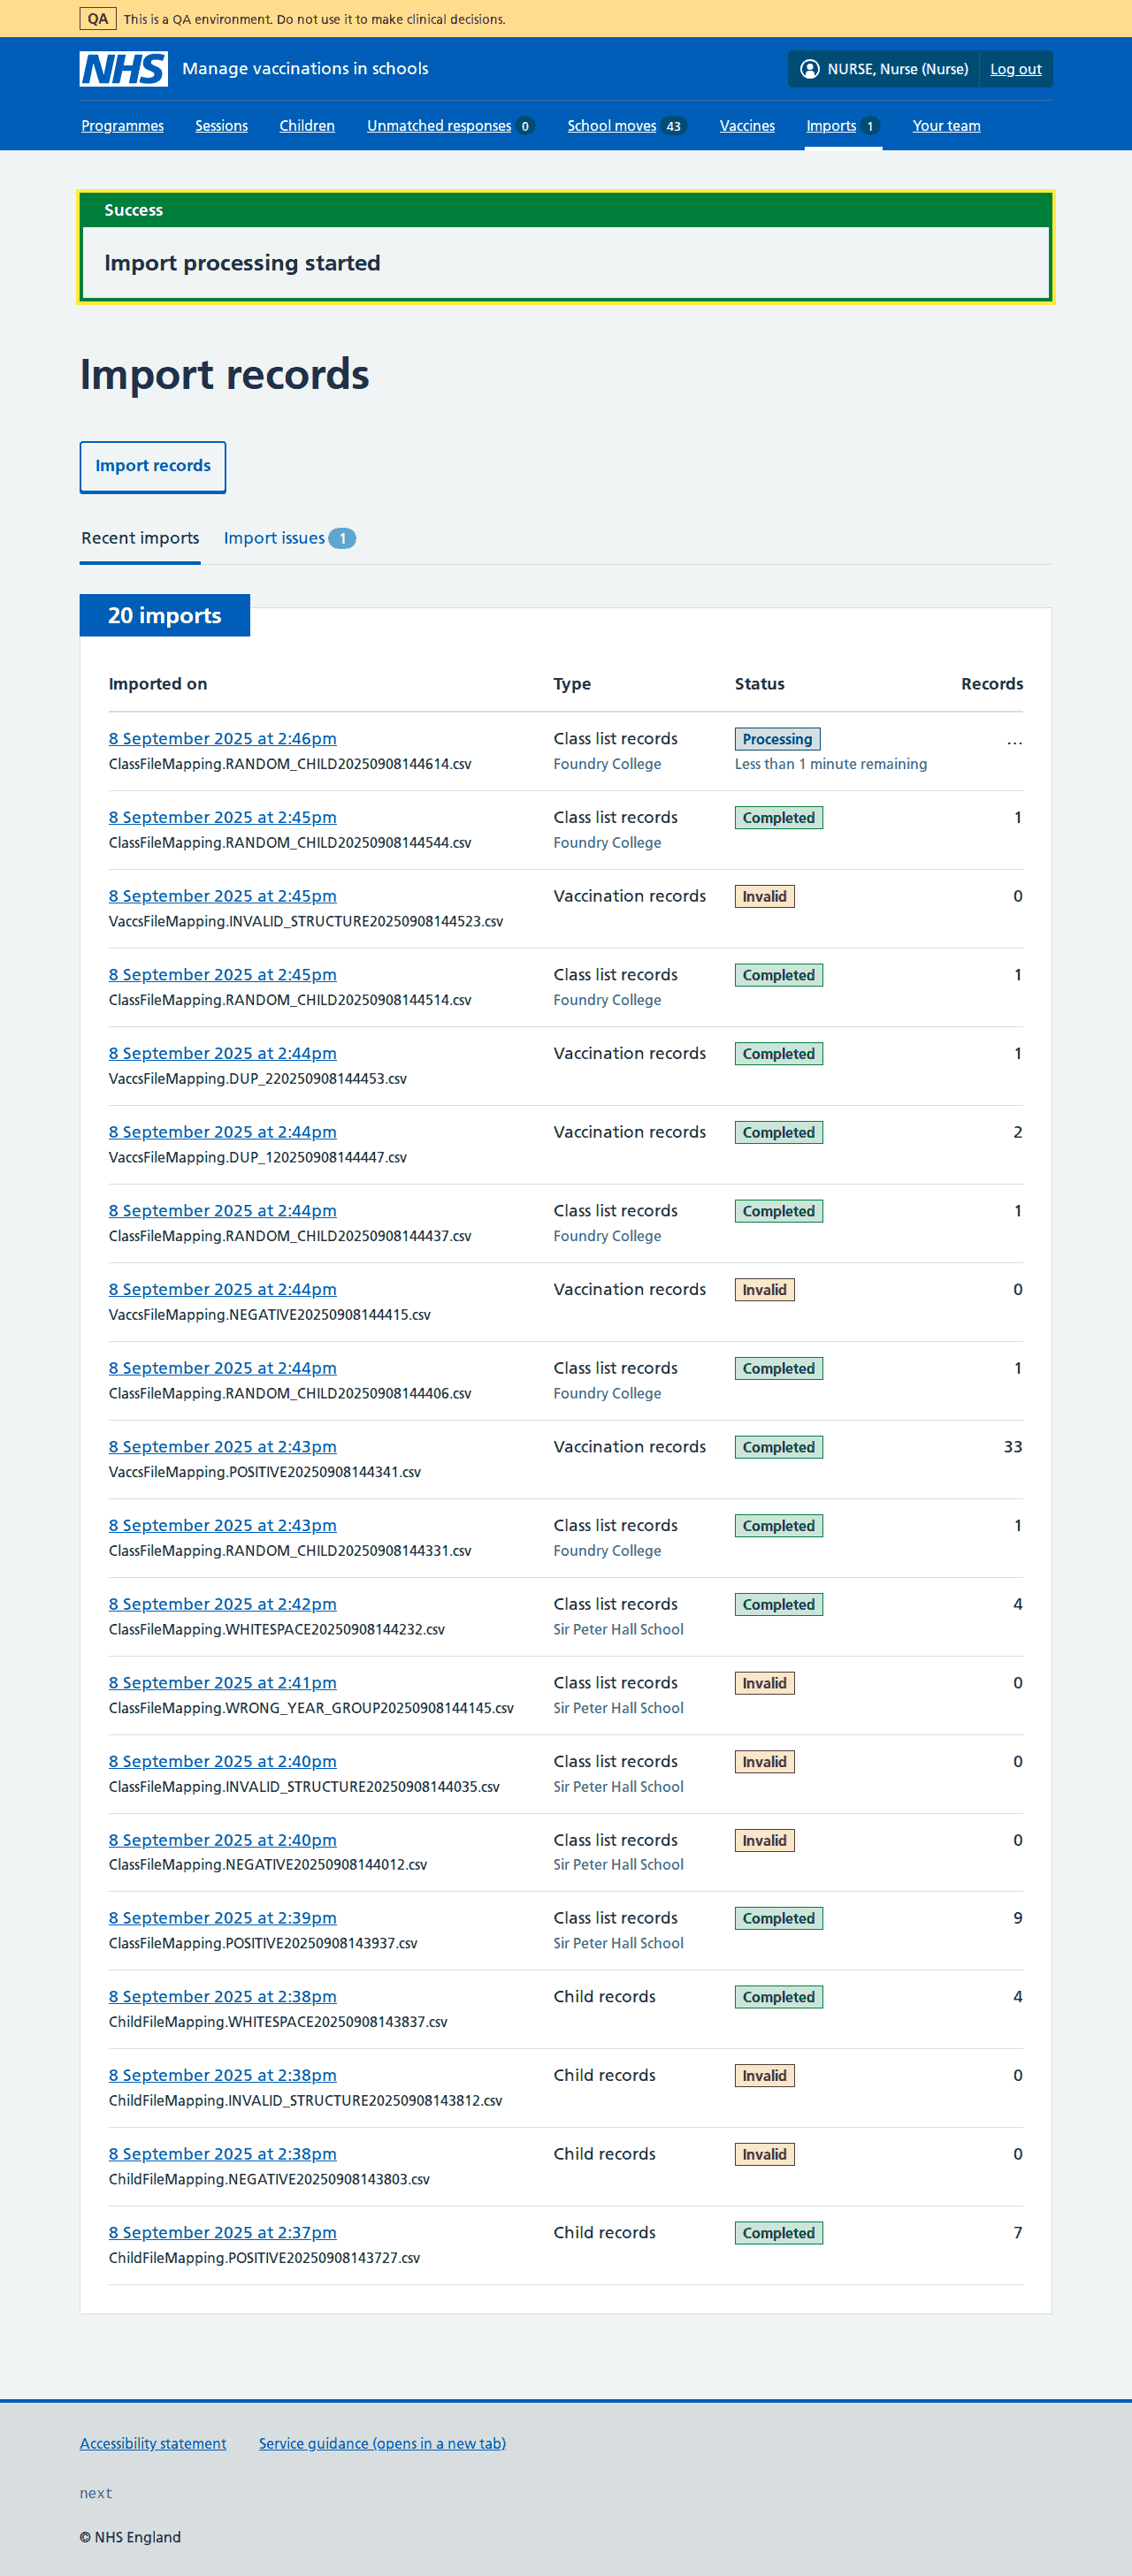 QA This is a QA environment. Do not use it to make clinical decisions.
NHS Manage vaccinations in schools NURSE, Nurse (Nurse) Log out
Programmes Sessions Children Unmatched responses 0 School moves 43 Vaccines Imports 1 Your team
Success
Import processing started
Import records
Import records
Recent imports Import issues 1
20 imports
Imported on Type Status Records
8 September 2025 at 2:46pm Class list records Processing ...
ClassFileMapping.RANDOM_CHILD20250908144614.csv Foundry College Less than 1 minute remaining
8 September 2025 at 2:45pm Class list records Completed 1
ClassFileMapping.RANDOM_CHILD20250908144544.csv Foundry College
8 September 2025 at 2:45pm Vaccination records Invalid 0
VaccsFileMapping.INVALID_STRUCTURE20250908144523.csv
8 September 2025 at 2:45pm Class list records Completed 1
ClassFileMapping.RANDOM_CHILD20250908144514.csv Foundry College
8 September 2025 at 2:44pm Vaccination records Completed 1
VaccsFileMapping.DUP_220250908144453.csv
8 September 2025 at 2:44pm Vaccination records Completed 2
VaccsFileMapping.DUP_120250908144447.csv
8 September 2025 at 2:44pm Class list records Completed 1
ClassFileMapping.RANDOM_CHILD20250908144437.csv Foundry College
8 September 2025 at 2:44pm Vaccination records Invalid 0
VaccsFileMapping.NEGATIVE20250908144415.csv
8 September 2025 at 2:44pm Class list records Completed 1
ClassFileMapping.RANDOM_CHILD20250908144406.csv Foundry College
8 September 2025 at 2:43pm Vaccination records Completed 33
VaccsFileMapping.POSITIVE20250908144341.csv
8 September 2025 at 2:43pm Class list records Completed 1
ClassFileMapping.RANDOM_CHILD20250908144331.csv Foundry College
8 September 2025 at 2:42pm Class list records Completed 4
ClassFileMapping.WHITESPACE20250908144232.csv Sir Peter Hall School
8 September 2025 at 2:41pm Class list records Invalid 0
ClassFileMapping.WRONG_YEAR_GROUP20250908144145.csv Sir Peter Hall School
8 September 2025 at 2:40pm Class list records Invalid 0
ClassFileMapping.INVALID_STRUCTURE20250908144035.csv Sir Peter Hall School
8 September 2025 at 2:40pm Class list records Invalid 0
ClassFileMapping.NEGATIVE20250908144012.csv Sir Peter Hall School
8 September 2025 at 2:39pm Class list records Completed 9
ClassFileMapping.POSITIVE20250908143937.csv Sir Peter Hall School
8 September 2025 at 2:38pm Child records Completed 4
ChildFileMapping.WHITESPACE20250908143837.csv
8 September 2025 at 2:38pm Child records Invalid 0
ChildFileMapping.INVALID_STRUCTURE20250908143812.csv
8 September 2025 at 2:38pm Child records Invalid 0
ChildFileMapping.NEGATIVE20250908143803.csv
8 September 2025 at 2:37pm Child records Completed 7
ChildFileMapping.POSITIVE20250908143727.csv
Accessibility statement Service guidance (opens in a new tab)
next
© NHS England